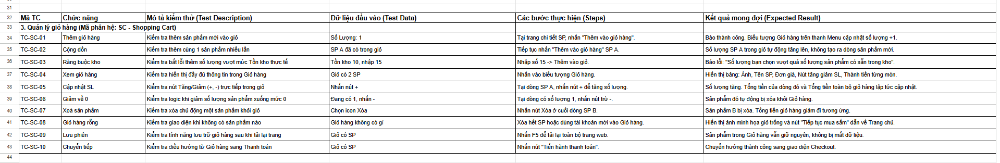 31
32 Mã TC Chức năng Mô tả kiểm thử (Test Description) Dữ liệu đầu vào (Test Data) Các bước thực hiện (Steps) Kết quả mong đợi (Expected Result)
33 3. Quản lý giỏ hàng (Mã phân hệ: SC - Shopping Cart)
34 TC-SC-01 Thêm giỏ hàng Kiểm tra thêm sản phẩm mới vào giỏ Số Lượng: 1 Tại trang chi tiết SP, nhấn "Thêm vào giỏ hàng". Báo thành công. Biểu tượng Giỏ hàng trên thanh Menu cập nhật số lượng +1.
35 TC-SC-02 Cộng dồn Kiểm tra thêm cùng 1 sản phẩm nhiều lần SP A đã có trong giỏ Tiếp tục nhấn "Thêm vào giỏ hàng" SP A. Số lượng SP A trong giỏ tự động tăng lên, không tạo ra dòng sản phẩm mới.
36 TC-SC-03 Ràng buộc kho Kiểm tra bắt lỗi thêm số lượng vượt mức Tồn kho thực tế Tồn kho 10, nhập 15 Nhập số 15 -> Thêm vào giỏ. Báo lỗi: "Số lượng bạn chọn vượt quá số lượng sản phẩm có sẵn trong kho".
37 TC-SC-04 Xem giỏ hàng Kiểm tra hiển thị đầy đủ thông tin trong Giỏ hàng Giỏ có 2 SP Nhấn vào biểu tượng Giỏ hàng. Hiển thị bảng: Ảnh, Tên SP, Đơn giá, Nút tăng giảm SL, Thành tiền từng món.
38 TC-SC-05 Cập nhật SL Kiểm tra nút Tăng/Giảm (+, -) trực tiếp trong giỏ Nhấn nút + Tại dòng SP A, nhấn nút + để tăng số lượng. Số lượng tăng. Tổng tiền của dòng đó và Tổng tiền toàn bộ giỏ hàng lập tức cập nhật.
39 TC-SC-06 Giảm về 0 Kiểm tra logic khi giảm số lượng sản phẩm xuống mức 0 Đang có 1, nhấn - Tại dòng có số lượng 1, nhấn nút trừ -. Sản phẩm đó tự động bị xóa khỏi Giỏ hàng.
40 TC-SC-07 Xoá sản phẩm Kiểm tra xóa chủ động một sản phẩm khỏi giỏ Chọn icon Xóa Nhấn nút Xóa ở cuối dòng SP B. Sản phẩm B bị xóa. Tổng tiền giỏ hàng giảm đi tương ứng.
41 TC-SC-08 Giỏ hàng rỗng Kiểm tra giao diện khi không có sản phẩm nào Giỏ hàng không có gì Xóa hết SP hoặc dùng tài khoản mới vào Giỏ hàng. Hiển thị ảnh minh họa giỏ trống và nút "Tiếp tục mua sắm" dẫn về Trang chủ.
42 TC-SC-09 Lưu phiên Kiểm tra tính năng lưu trữ giỏ hàng sau khi tải lại trang Giỏ có SP Nhấn F5 để tải lại toàn bộ trang web. Sản phẩm trong Giỏ hàng vẫn giữ nguyên, không bị mất dữ liệu.
43 TC-SC-10 Chuyển tiếp Kiểm tra điều hướng từ Giỏ hàng sang Thanh toán Giỏ có SP Nhấn nút "Tiến hành thanh toán". Chuyển hướng thành công sang giao diện Checkout.
44